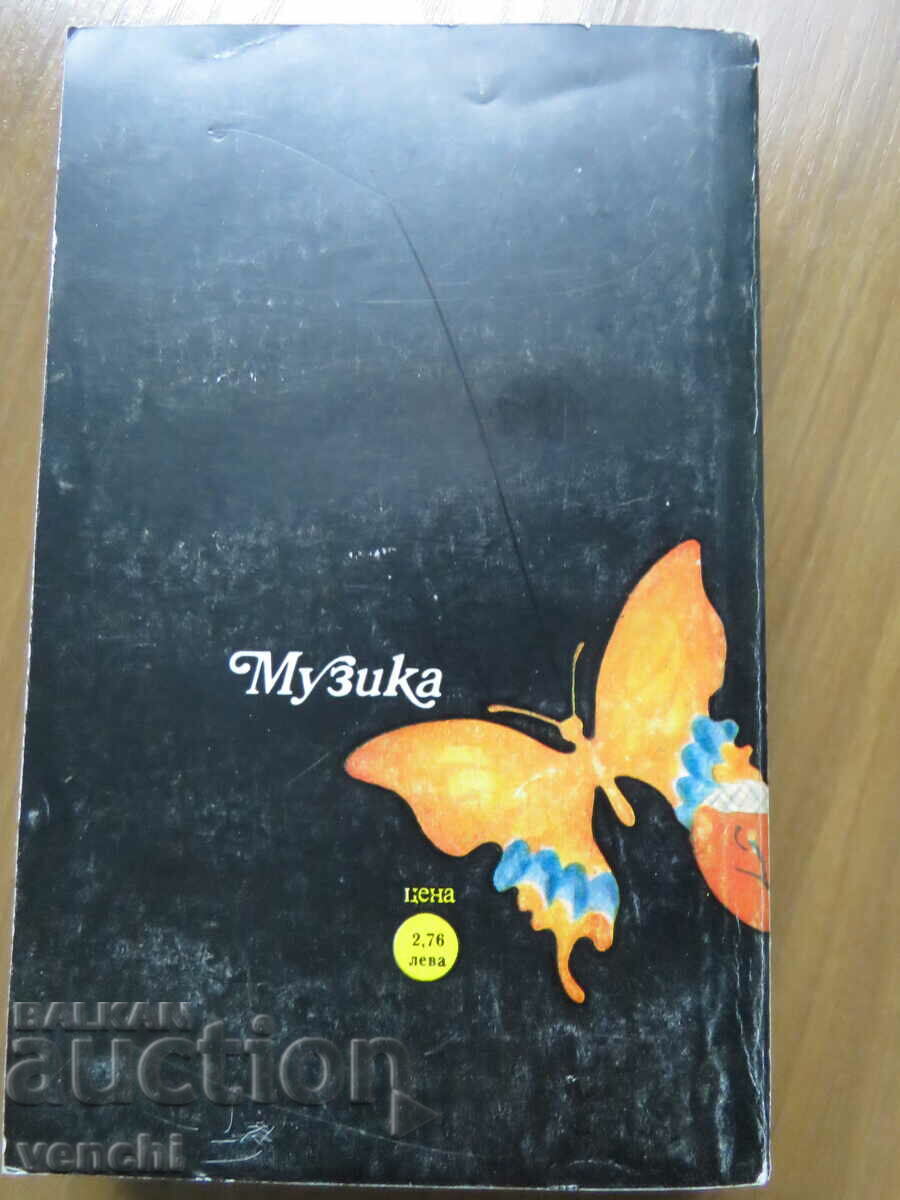 Музика
цена
2,76
лева
BALKAN
auction
venchi